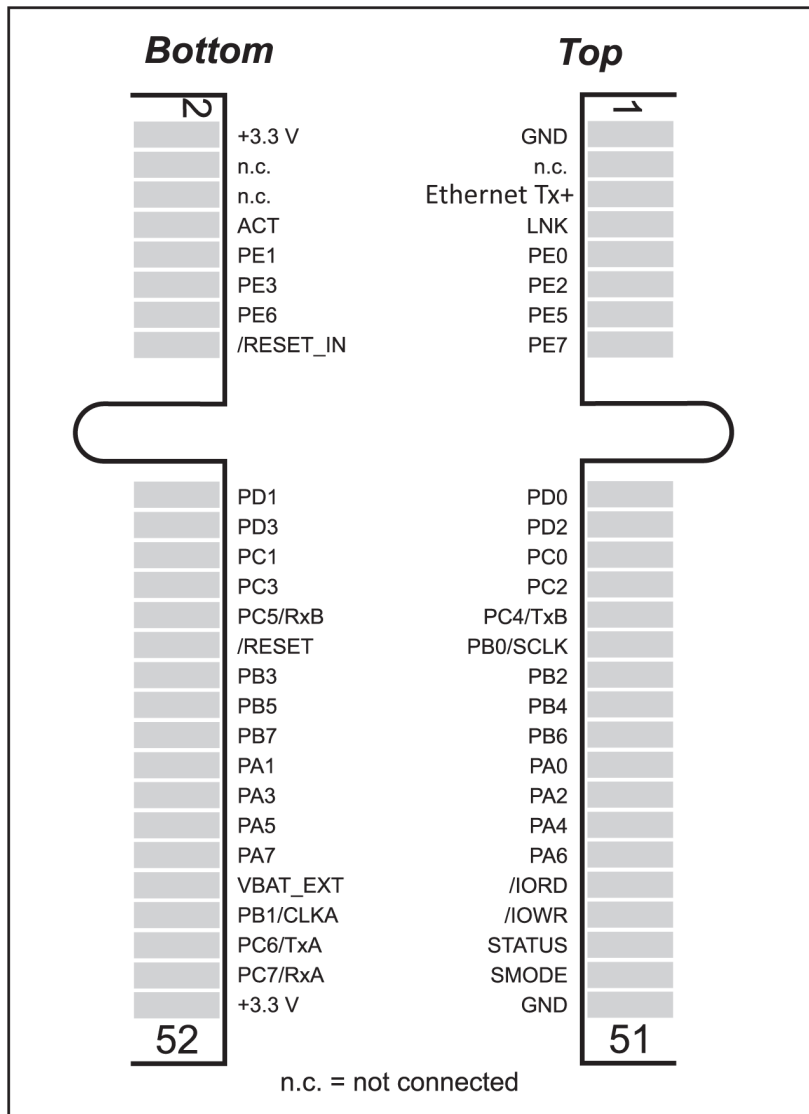 Bottom Top
2 1
+3.3 V GND
n.c. n.c.
n.c. Ethernet Tx+
ACT LNK
PE1 PE0
PE3 PE2
PE6 PE5
/RESET_IN PE7
PD1 PD0
PD3 PD2
PC1 PC0
PC3 PC2
PC5/RxB PC4/TxB
/RESET PB0/SCLK
PB3 PB2
PB5 PB4
PB7 PB6
PA1 PA0
PA3 PA2
PA5 PA4
PA7 PA6
VBAT_EXT /IORD
PB1/CLKA /IOWR
PC6/TxA STATUS
PC7/RxA SMODE
+3.3 V GND
52 51
n.c. = not connected